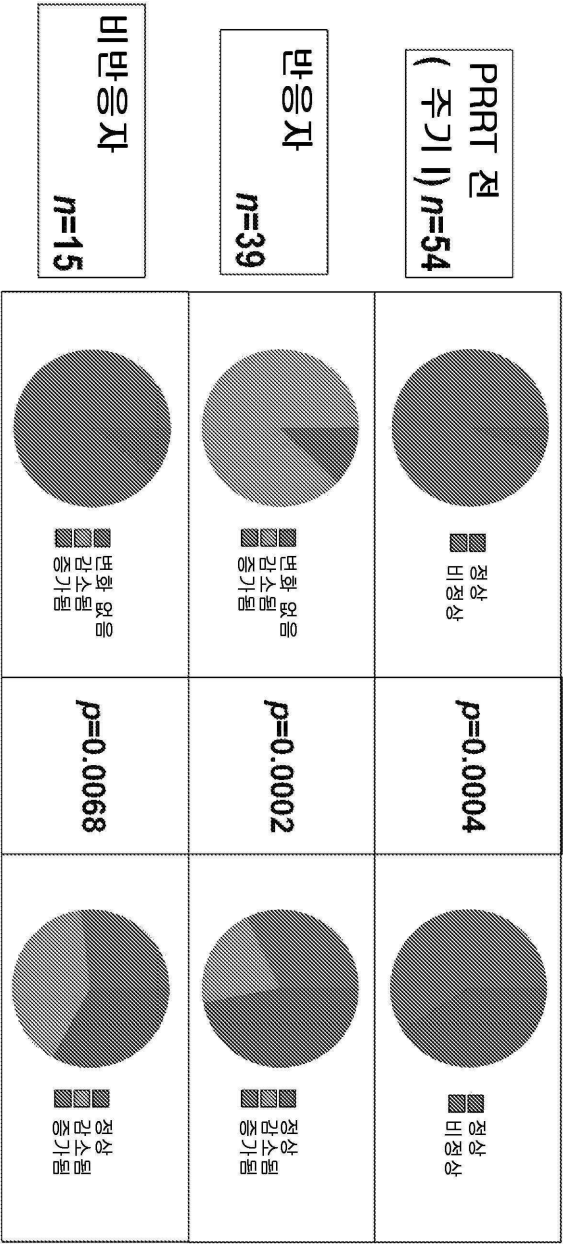 PRRT 전
( 주기 I) n=54
정상
비정상
p=0.0004
정상
비정상
반응자
n=39
변화 없음
감소됨
증가됨
p=0.0002
정상
감소됨
증가됨
비반응자
n=15
변화 없음
감소됨
증가됨
p=0.0068
정상
감소됨
증가됨